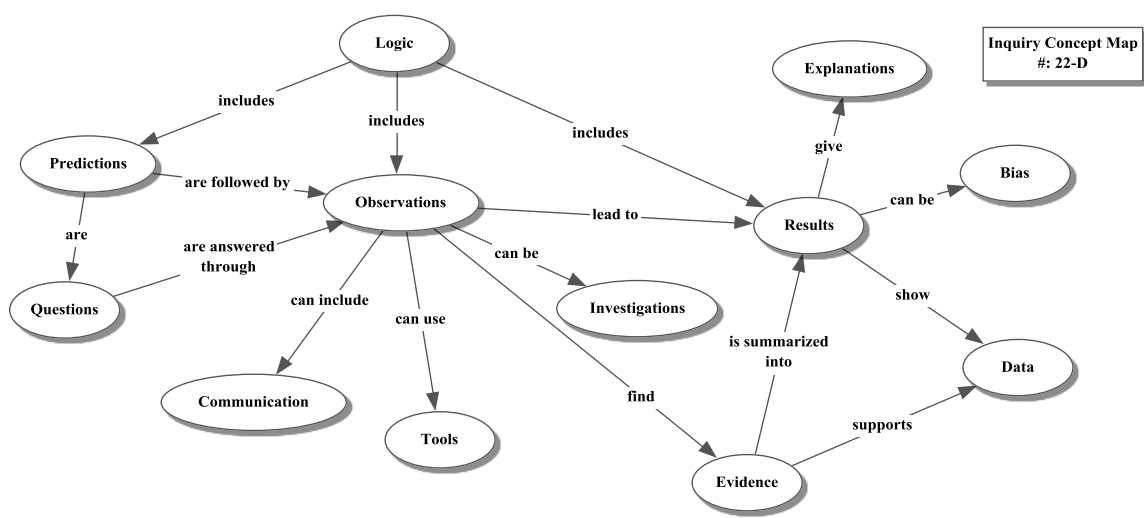 Logic
Inquiry Concept Map
#: 22-D
Explanations
includes
includes
includes
give
Predictions
Bias
are followed by
can be
Observations
lead to
Results
are
are answered
through
can be
Questions
can include
can use
Investigations
show
is summarized
into
Data
Communication
find
supports
Tools
Evidence